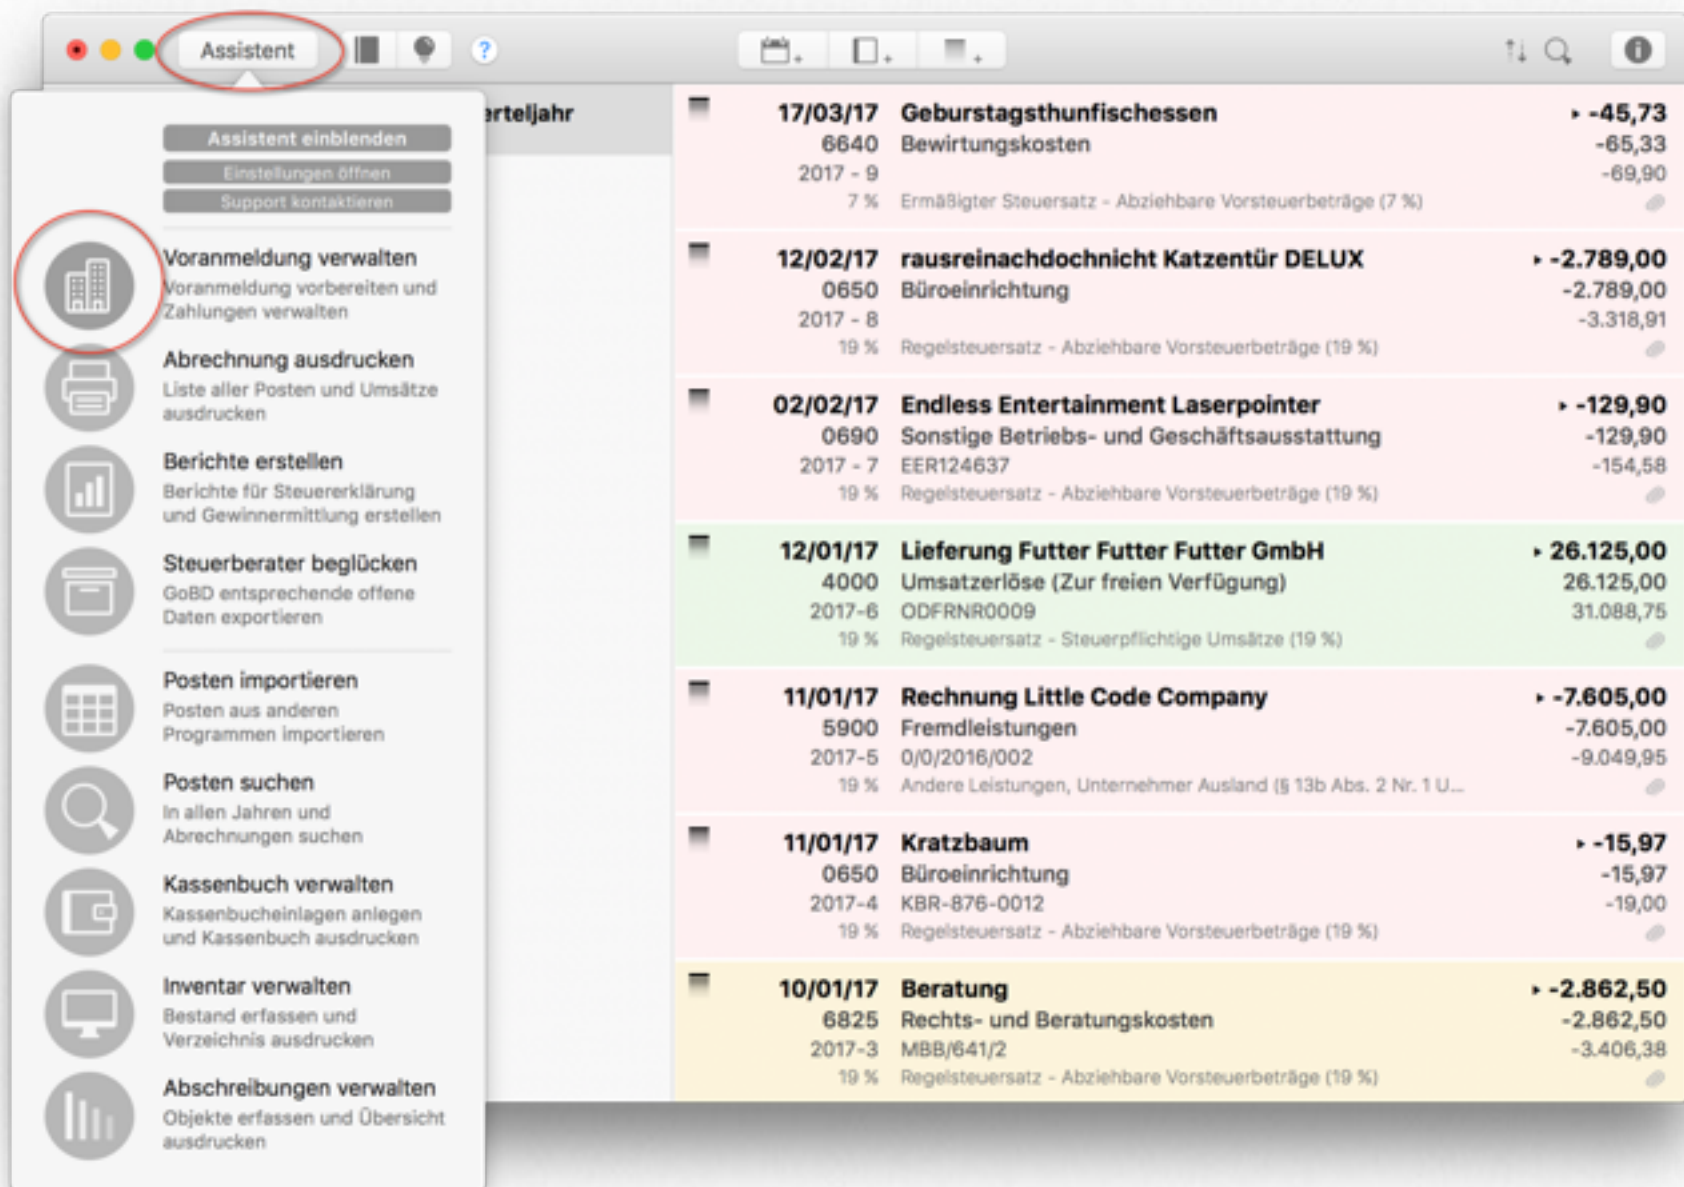 Assistent
?
Assistent einblenden
Einstellungen öffnen
Support kontaktieren
Voranmeldung verwalten
Voranmeldung vorbereiten und
Zahlungen verwalten
Abrechnung ausdrucken
Liste aller Posten und Umsätze
ausdrucken
Berichte erstellen
Berichte für Steuererklärung
und Gewinnermittlung erstellen
Steuerberater beglücken
GoBD entsprechende offene
Daten exportieren
Posten importieren
Posten aus anderen
Programmen importieren
Posten suchen
In allen Jahren und
Abrechnungen suchen
Kassenbuch verwalten
Kassenbucheinlagen anlegen
und Kassenbuch ausdrucken
Inventar verwalten
Bestand erfassen und
Verzeichnis ausdrucken
Abschreibungen verwalten
Objekte erfassen und Übersicht
ausdrucken
erteljahr
17/03/17 Geburstagsthunfischessen -45,73
6640 Bewirtungskosten -65,33
2017 - 9 -69,90
7 % Ermäßigter Steuersatz - Abziehbare Vorsteuerbeträge (7 %)
12/02/17 rausreinachdochnicht Katzentür DELUX -2.789,00
0650 Büroeinrichtung -2.789,00
2017 - 8 -3.318,91
19 % Regelsteuersatz - Abziehbare Vorsteuerbeträge (19 %)
02/02/17 Endless Entertainment Laserpointer -129,90
0690 Sonstige Betriebs- und Geschäftsausstattung -129,90
2017 - 7 EER124637 -154,58
19 % Regelsteuersatz - Abziehbare Vorsteuerbeträge (19 %)
12/01/17 Lieferung Futter Futter Futter GmbH 26.125,00
4000 Umsatzerlöse (Zur freien Verfügung) 26.125,00
2017-6 ODFRNR0009 31.088,75
19 % Regelsteuersatz - Steuerpflichtige Umsätze (19 %)
11/01/17 Rechnung Little Code Company -7.605,00
5900 Fremdleistungen -7.605,00
2017-5 0/0/2016/002 -9.049,95
19 % Andere Leistungen, Unternehmer Ausland (§ 13b Abs. 2 Nr. 1 U...
11/01/17 Kratzbaum -15,97
0650 Büroeinrichtung -15,97
2017-4 KBR-876-0012 -19,00
19 % Regelsteuersatz - Abziehbare Vorsteuerbeträge (19 %)
10/01/17 Beratung -2.862,50
6825 Rechts- und Beratungskosten -2.862,50
2017-3 MBB/641/2 -3.406,38
19 % Regelsteuersatz - Abziehbare Vorsteuerbeträge (19 %)